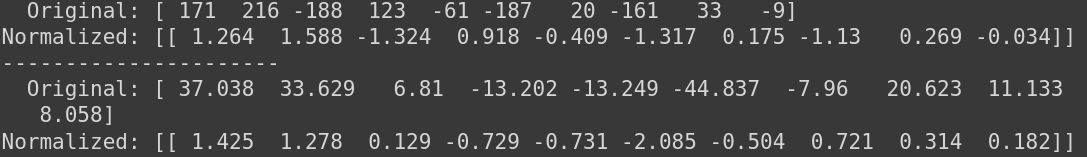 Original: [ 171  216 -188  123  -61 -187   20 -161   33   -9]
Normalized: [[ 1.264  1.588 -1.324  0.918 -0.409 -1.317  0.175 -1.13   0.269 -0.034]]
----------------------
Original: [ 37.038  33.629   6.81  -13.202 -13.249 -44.837  -7.96   20.623  11.133
8.058]
Normalized: [[ 1.425  1.278  0.129 -0.729 -0.731 -2.085 -0.504  0.721  0.314  0.182]]